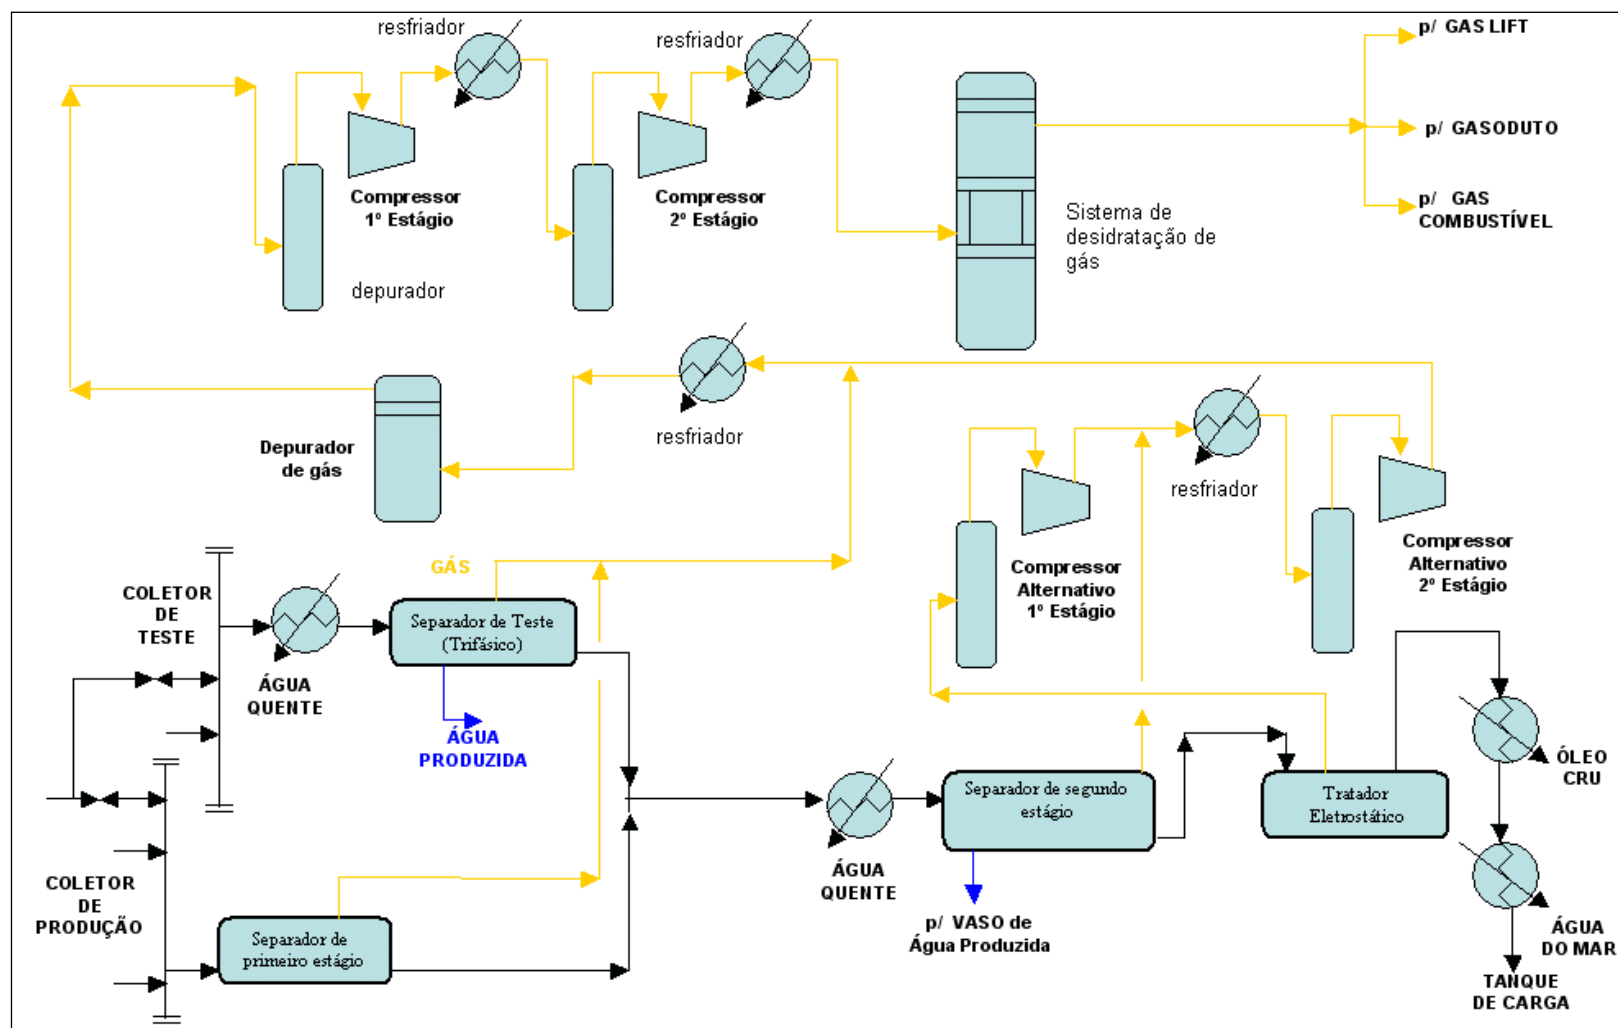 resfriador
resfriador
p/ GAS LIFT
p/ GASODUTO
p/ GAS
COMBUSTÍVEL
Compressor
1º Estágio
Compressor
2º Estágio
Sistema de
desidratação de
gás
depurador
resfriador
Depurador
de gás
resfriador
Compressor
Alternativo
1º Estágio
Compressor
Alternativo
2º Estágio
GÁS
COLETOR
DE
TESTE
Separador de Teste
(Trifásico)
ÁGUA
QUENTE
ÁGUA
PRODUZIDA
Separador de segundo
estágio
Tratador
Eletrostático
ÓLEO
CRU
ÁGUA
QUENTE
COLETOR
DE
PRODUÇÃO
Separador de
primeiro estágio
p/ VASO de
Água Produzida
ÁGUA
DO MAR
TANQUE
DE CARGA